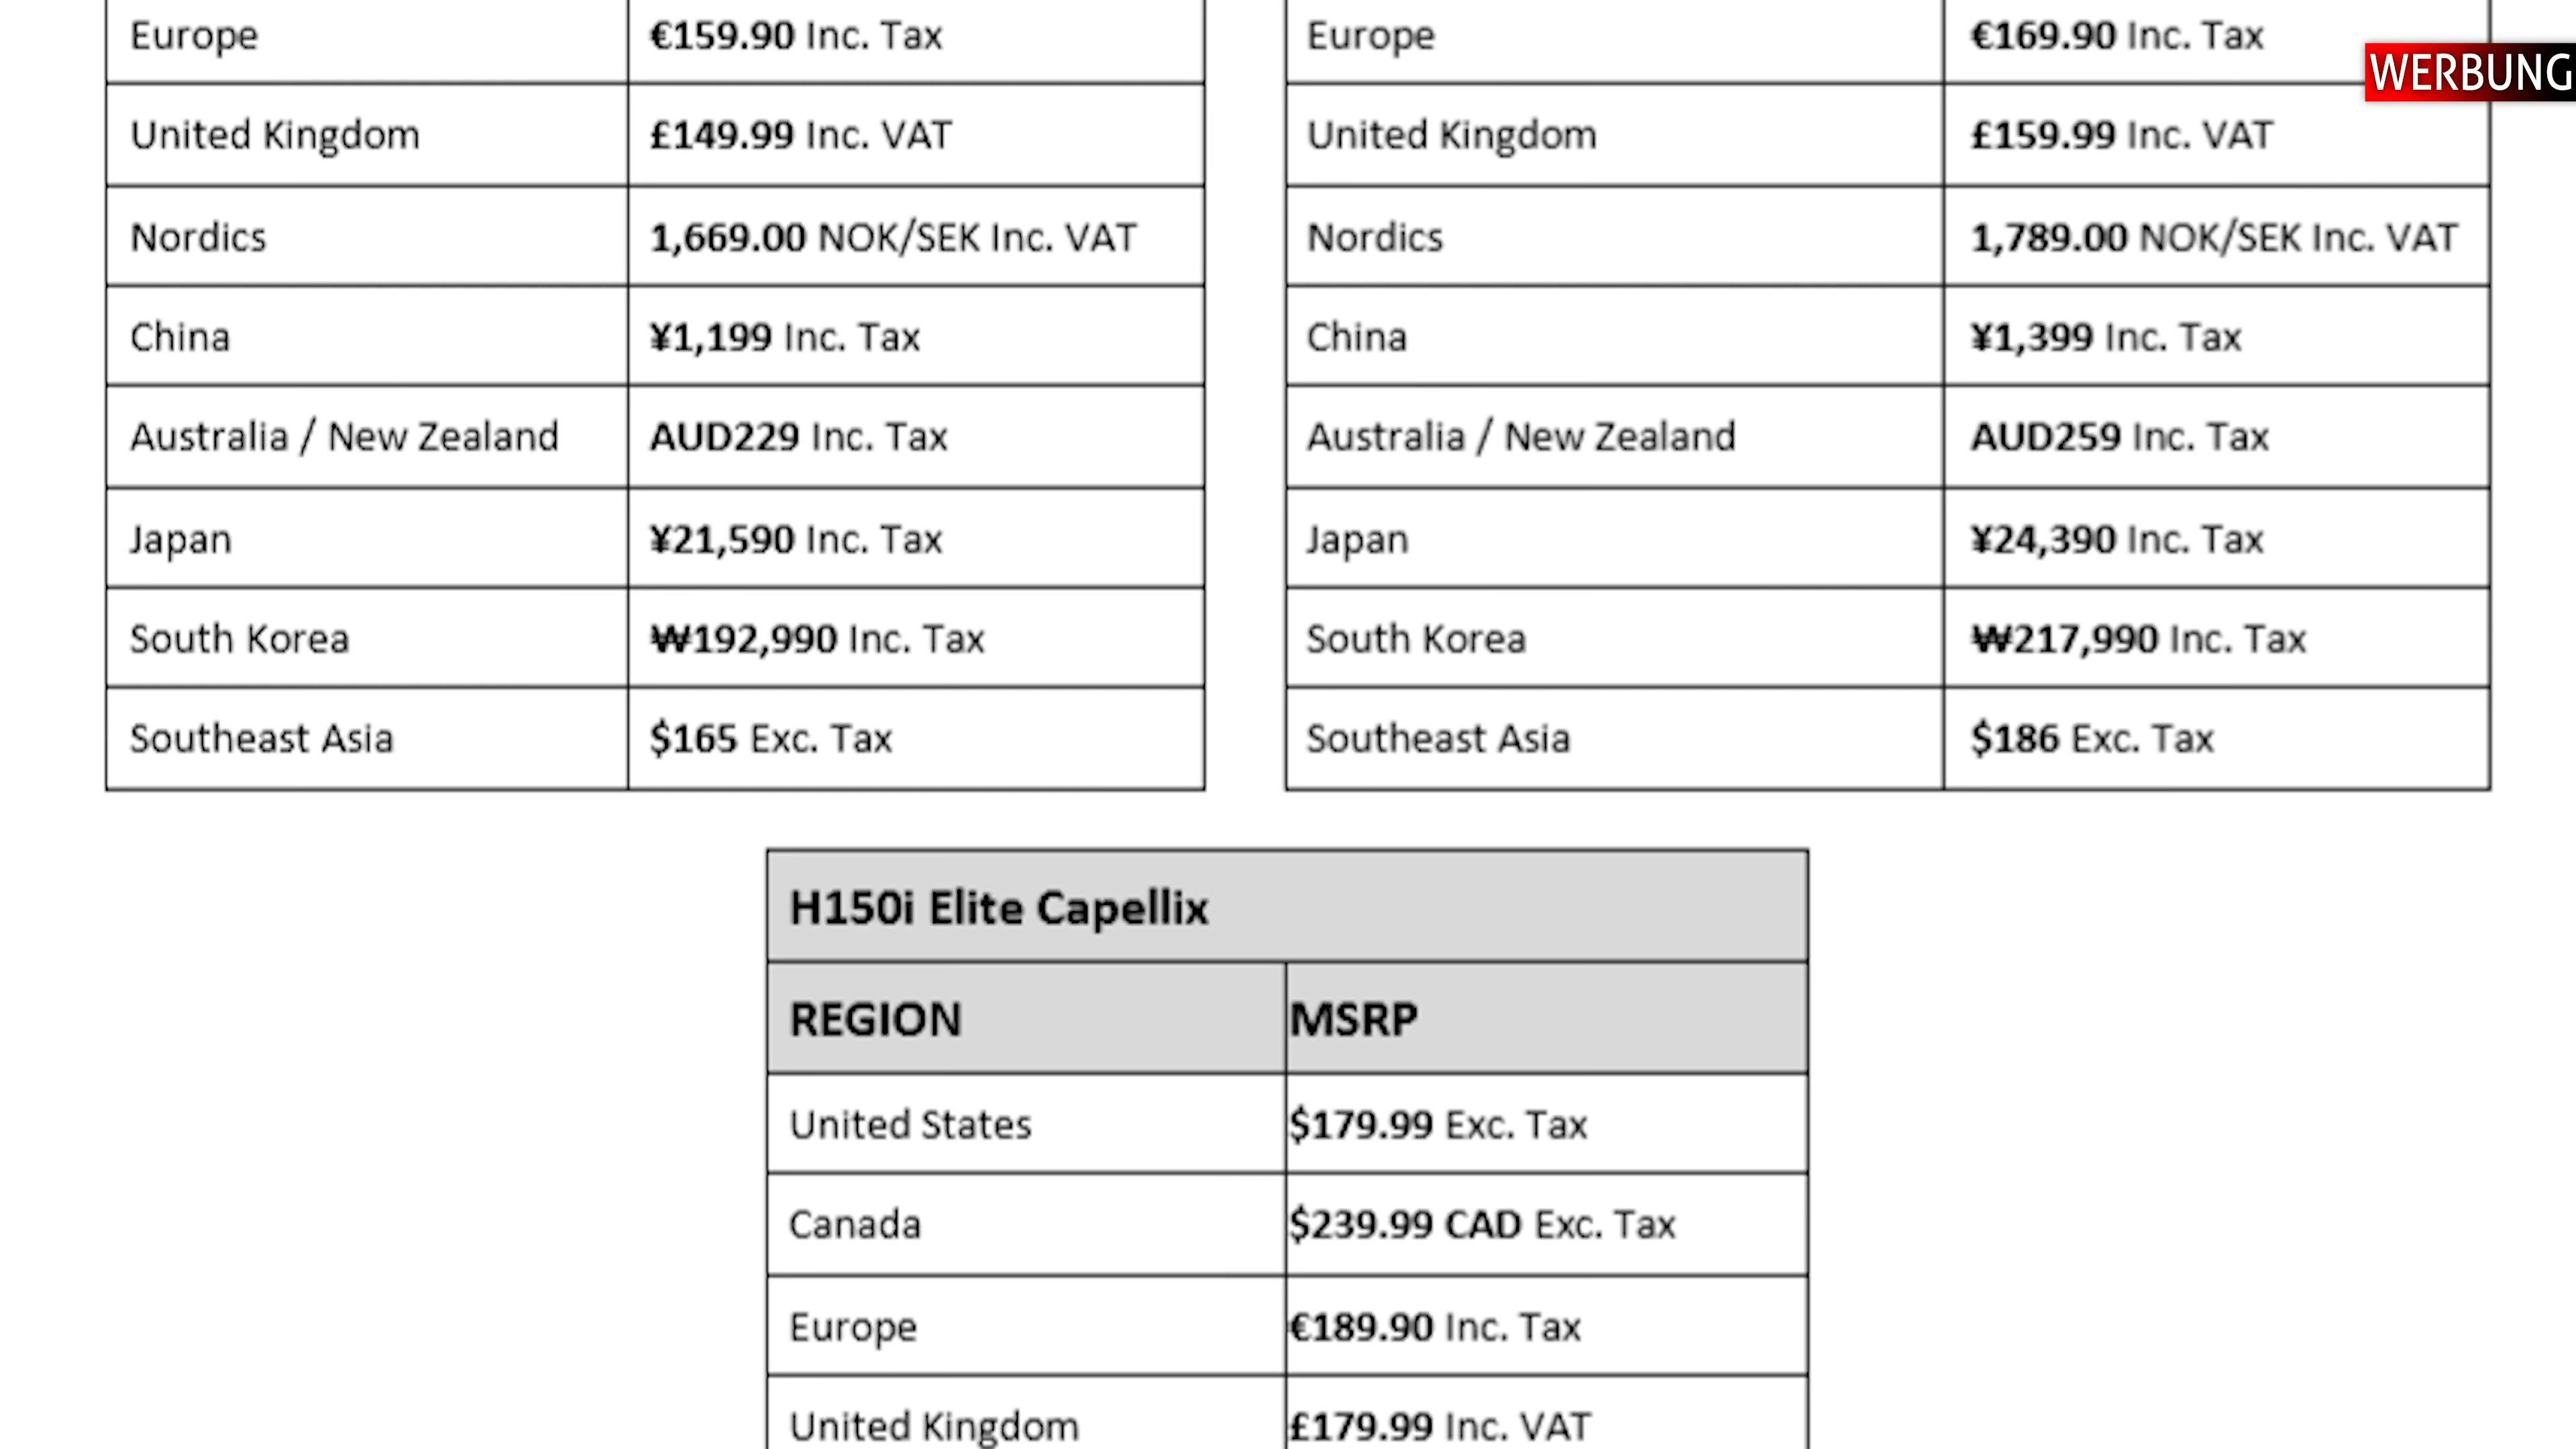 Europe €159.90 Inc. Tax
United Kingdom £149.99 Inc. VAT
Nordics 1,669.00 NOK/SEK Inc. VAT
China ¥1,199 Inc. Tax
Australia / New Zealand AUD229 Inc. Tax
Japan ¥21,590 Inc. Tax
South Korea ₩192,990 Inc. Tax
Southeast Asia $165 Exc. Tax
Europe €169.90 Inc. Tax
United Kingdom £159.99 Inc. VAT
Nordics 1,789.00 NOK/SEK Inc. VAT
China ¥1,399 Inc. Tax
Australia / New Zealand AUD259 Inc. Tax
Japan ¥24,390 Inc. Tax
South Korea ₩217,990 Inc. Tax
Southeast Asia $186 Exc. Tax
WERBUNG
H150i Elite Capellix
REGION MSRP
United States $179.99 Exc. Tax
Canada $239.99 CAD Exc. Tax
Europe €189.90 Inc. Tax
United Kingdom £179.99 Inc. VAT